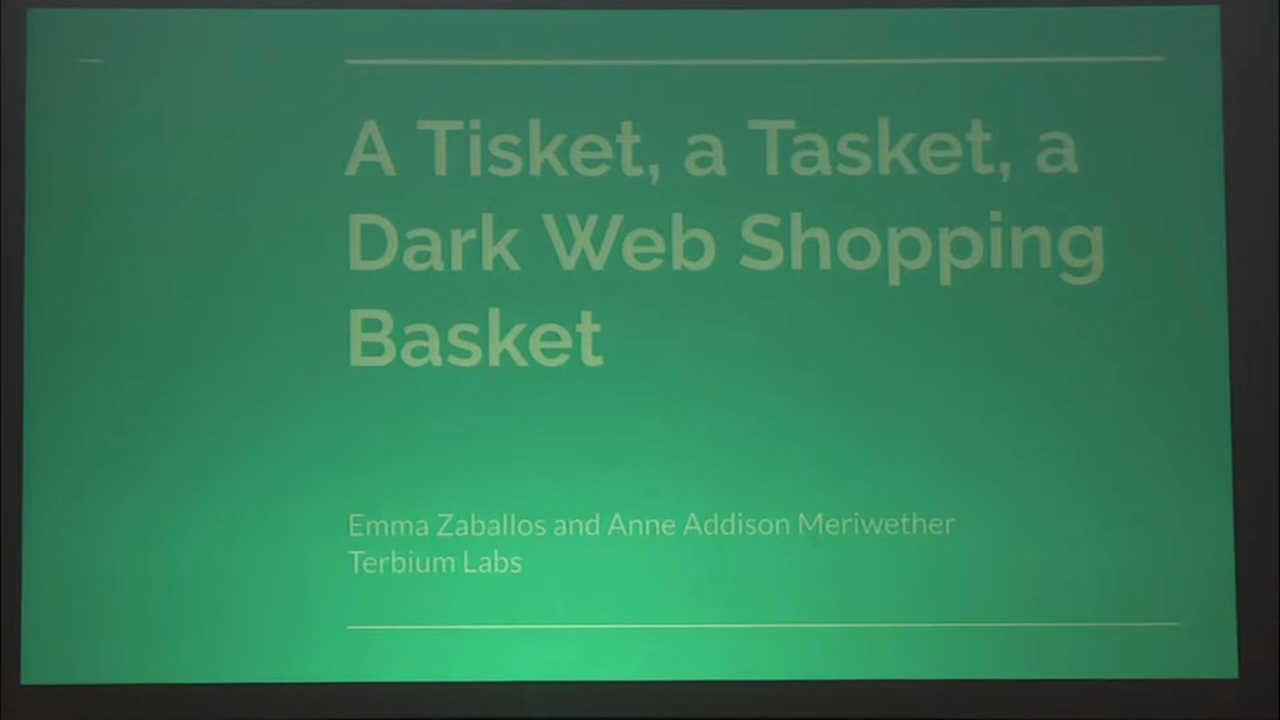 A Tisket, a Tasket, a
Dark Web Shopping
Basket
Emma Zaballos and Anne Addison Meriwether
Terbium Labs